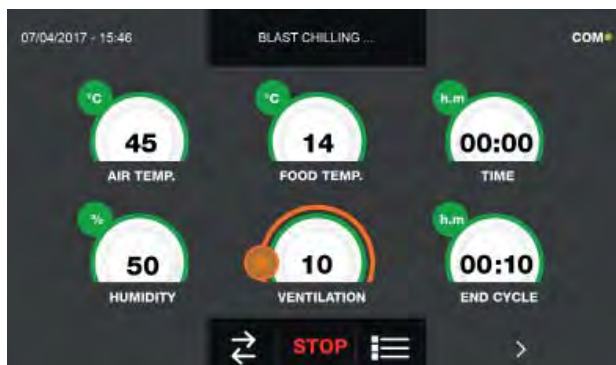 07/04/2017 - 15:46
BLAST CHILLING ...
COM
°C
°C
h.m
45
14
00:00
AIR TEMP.
FOOD TEMP.
TIME
%
h.m
50
10
00:10
HUMIDITY
VENTILATION
END CYCLE
STOP